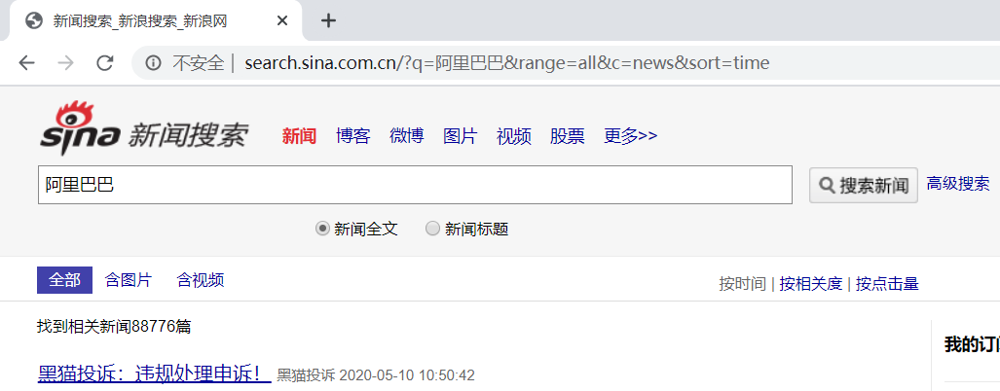 新闻搜索_新浪搜索_新浪网
不安全 | search.sina.com.cn/?q=阿里巴巴&range=all&c=news&sort=time
sina 新闻搜索 新闻 博客 微博 图片 视频 股票 更多>>
阿里巴巴 搜索新闻 高级搜索
新闻全文 新闻标题
全部 含图片 含视频 按时间 | 按相关度 | 按点击量
找到相关新闻88776篇
我的订
黑猫投诉：违规处理申诉！ 黑猫投诉 2020-05-10 10:50:42